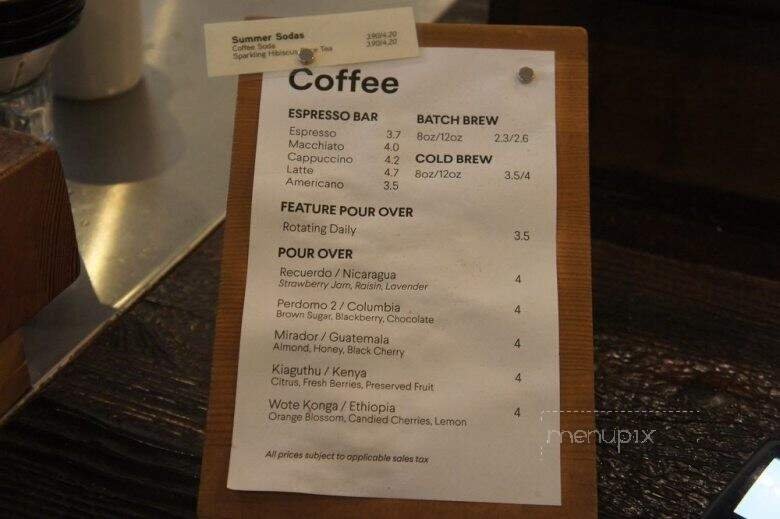 Summer Sodas
Coffee Soda 3.90/4.20
Sparkling Hibiscus Tea 3.90/4.20
Coffee
ESPRESSO BAR
Espresso 3.7
Macchiato 4.0
Cappuccino 4.2
Latte 4.7
Americano 3.5
BATCH BREW
8oz/12oz 2.3/2.6
COLD BREW
8oz/12oz 3.5/4
FEATURE POUR OVER
Rotating Daily 3.5
POUR OVER
Recuerdo / Nicaragua 4
Strawberry Jam, Raisin, Lavender
Perdomo 2 / Columbia 4
Brown Sugar, Blackberry, Chocolate
Mirador / Guatemala 4
Almond, Honey, Black Cherry
Kiaguthu / Kenya 4
Citrus, Fresh Berries, Preserved Fruit
Wote Konga / Ethiopia 4
Orange Blossom, Candied Cherries, Lemon
All prices subject to applicable sales tax
menupix